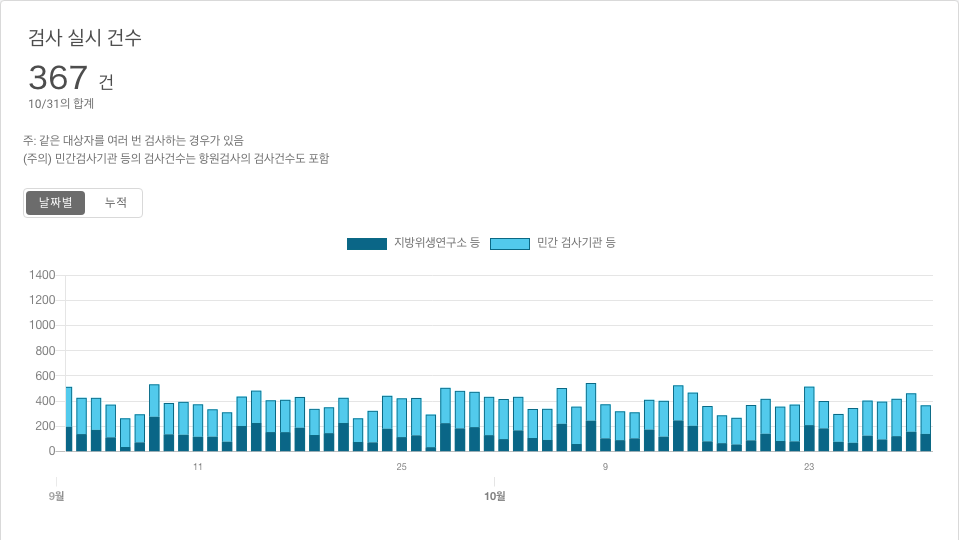 검사 실시 건수
367 건
10/31의 합계
주: 같은 대상자를 여러 번 검사하는 경우가 있음
(주의) 민간검사기관 등의 검사건수는 항원검사의 검사건수도 포함
날짜별 누적
지방위생연구소 등 민간 검사기관 등
1400
1200
1000
800
600
400
200
0
11 25 9 23
9월 10월